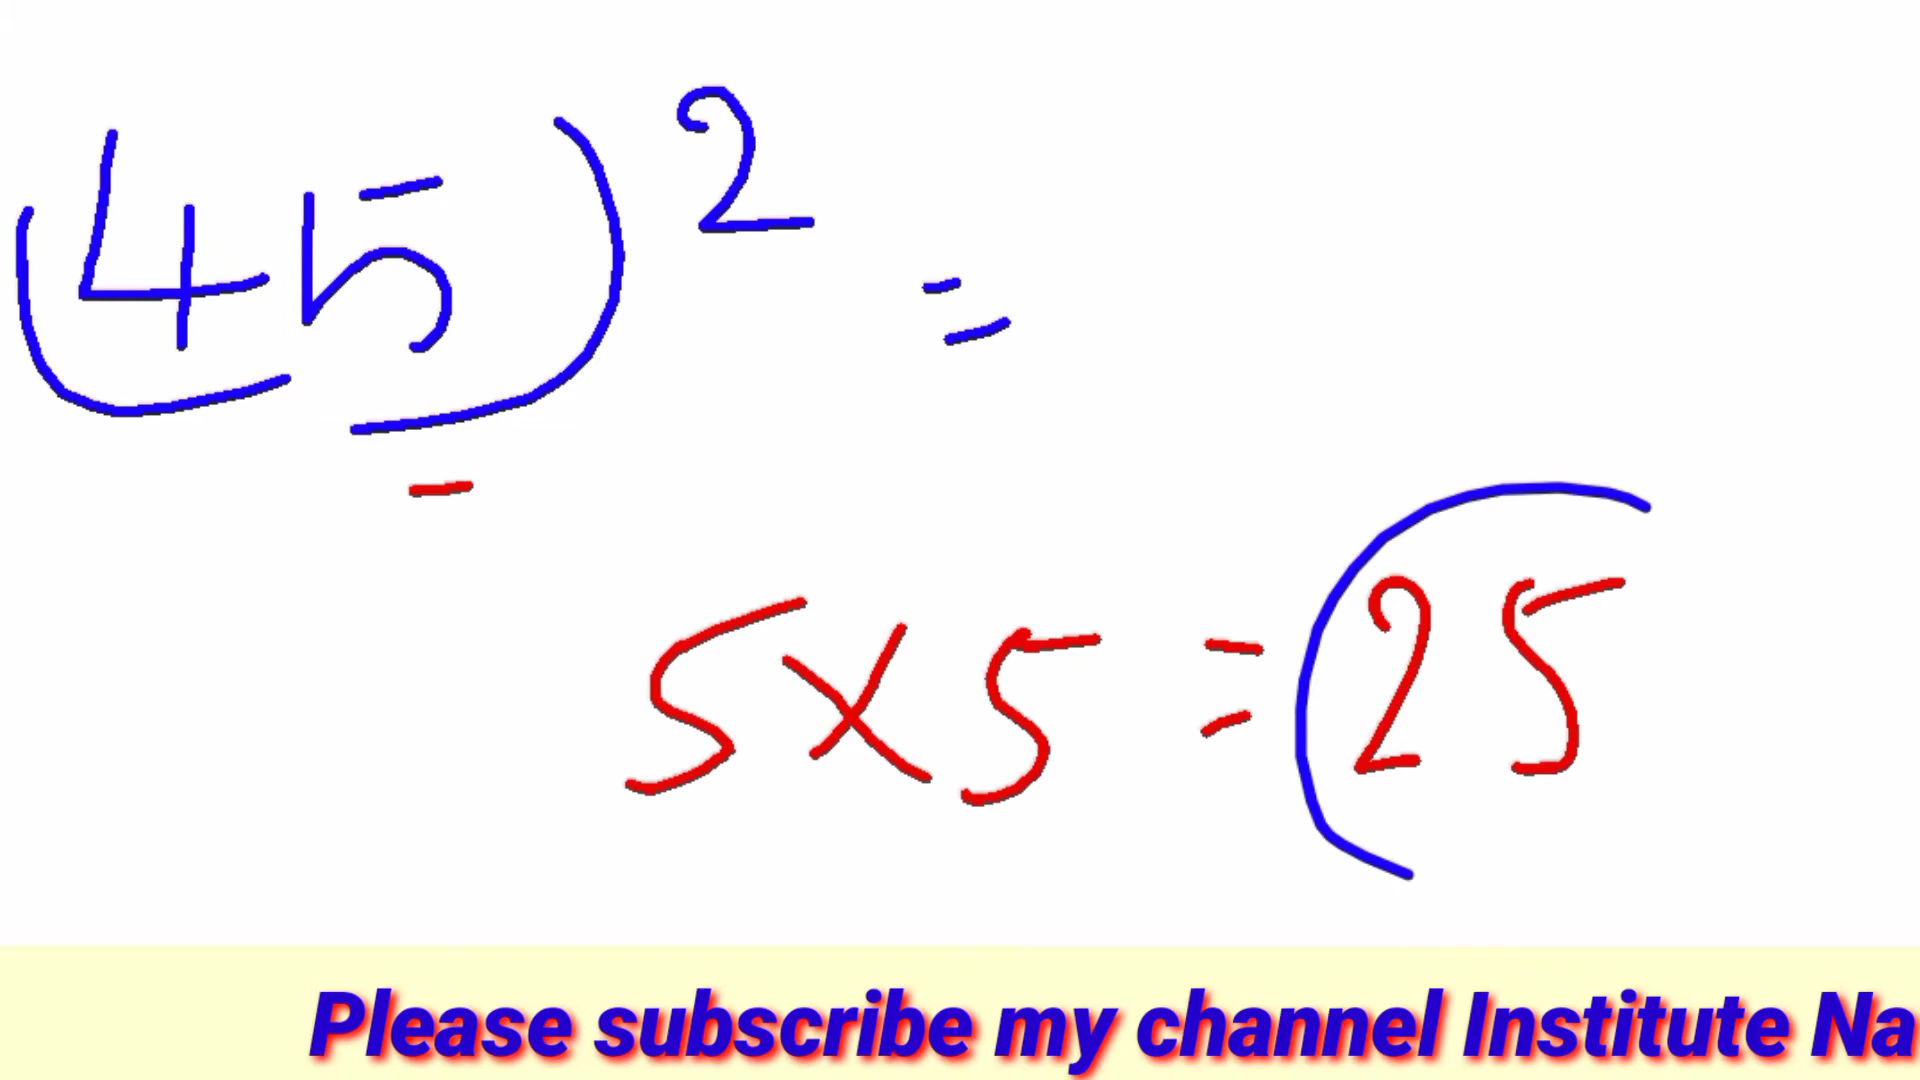 (45)² =
5×5 = (25
Please subscribe my channel Institute Na